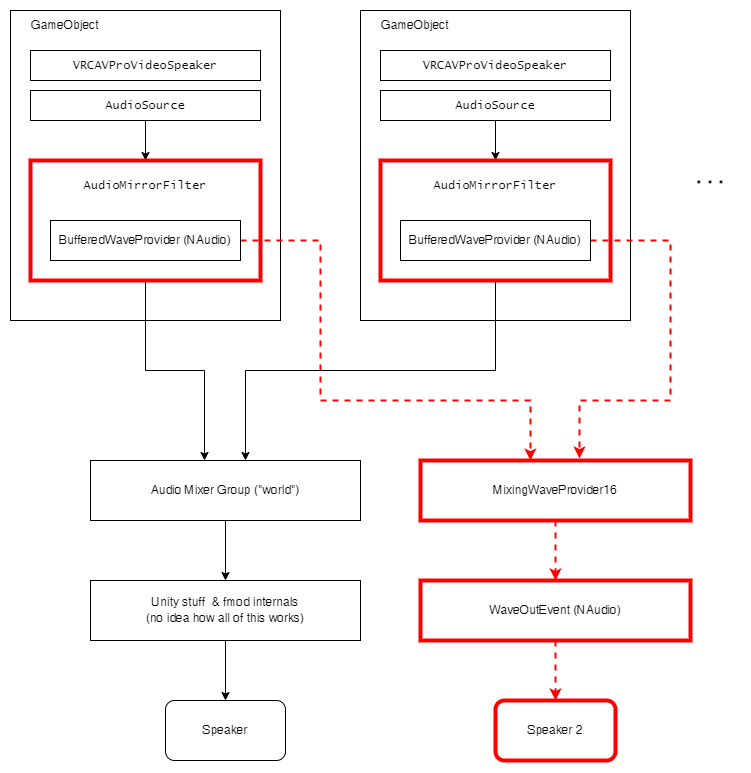 GameObject
VRCAVProVideoSpeaker
AudioSource
AudioMirrorFilter
BufferedWaveProvider (NAudio)
GameObject
VRCAVProVideoSpeaker
AudioSource
AudioMirrorFilter
BufferedWaveProvider (NAudio)
...
Audio Mixer Group ("world")
MixingWaveProvider16
Unity stuff & fmod internals
(no idea how all of this works)
WaveOutEvent (NAudio)
Speaker
Speaker 2